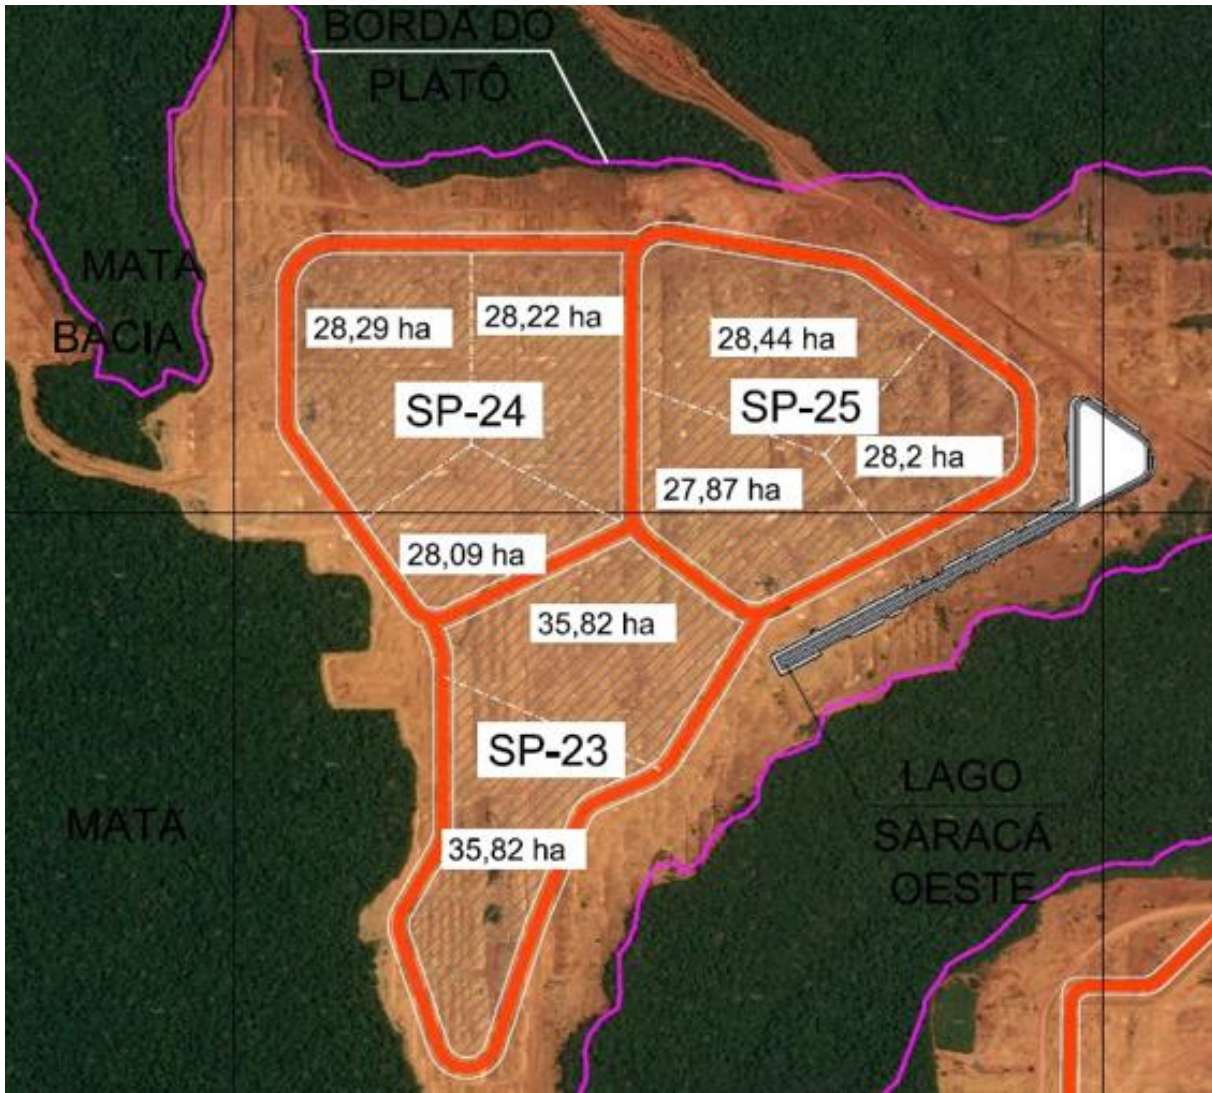 BORDA DO
PLATÔ
MATA
BACIA
28,29 ha
28,22 ha
28,44 ha
SP-24
SP-25
28,2 ha
27,87 ha
28,09 ha
35,82 ha
SP-23
LAGO
SARACÁ
OESTE
MATA
35,82 ha